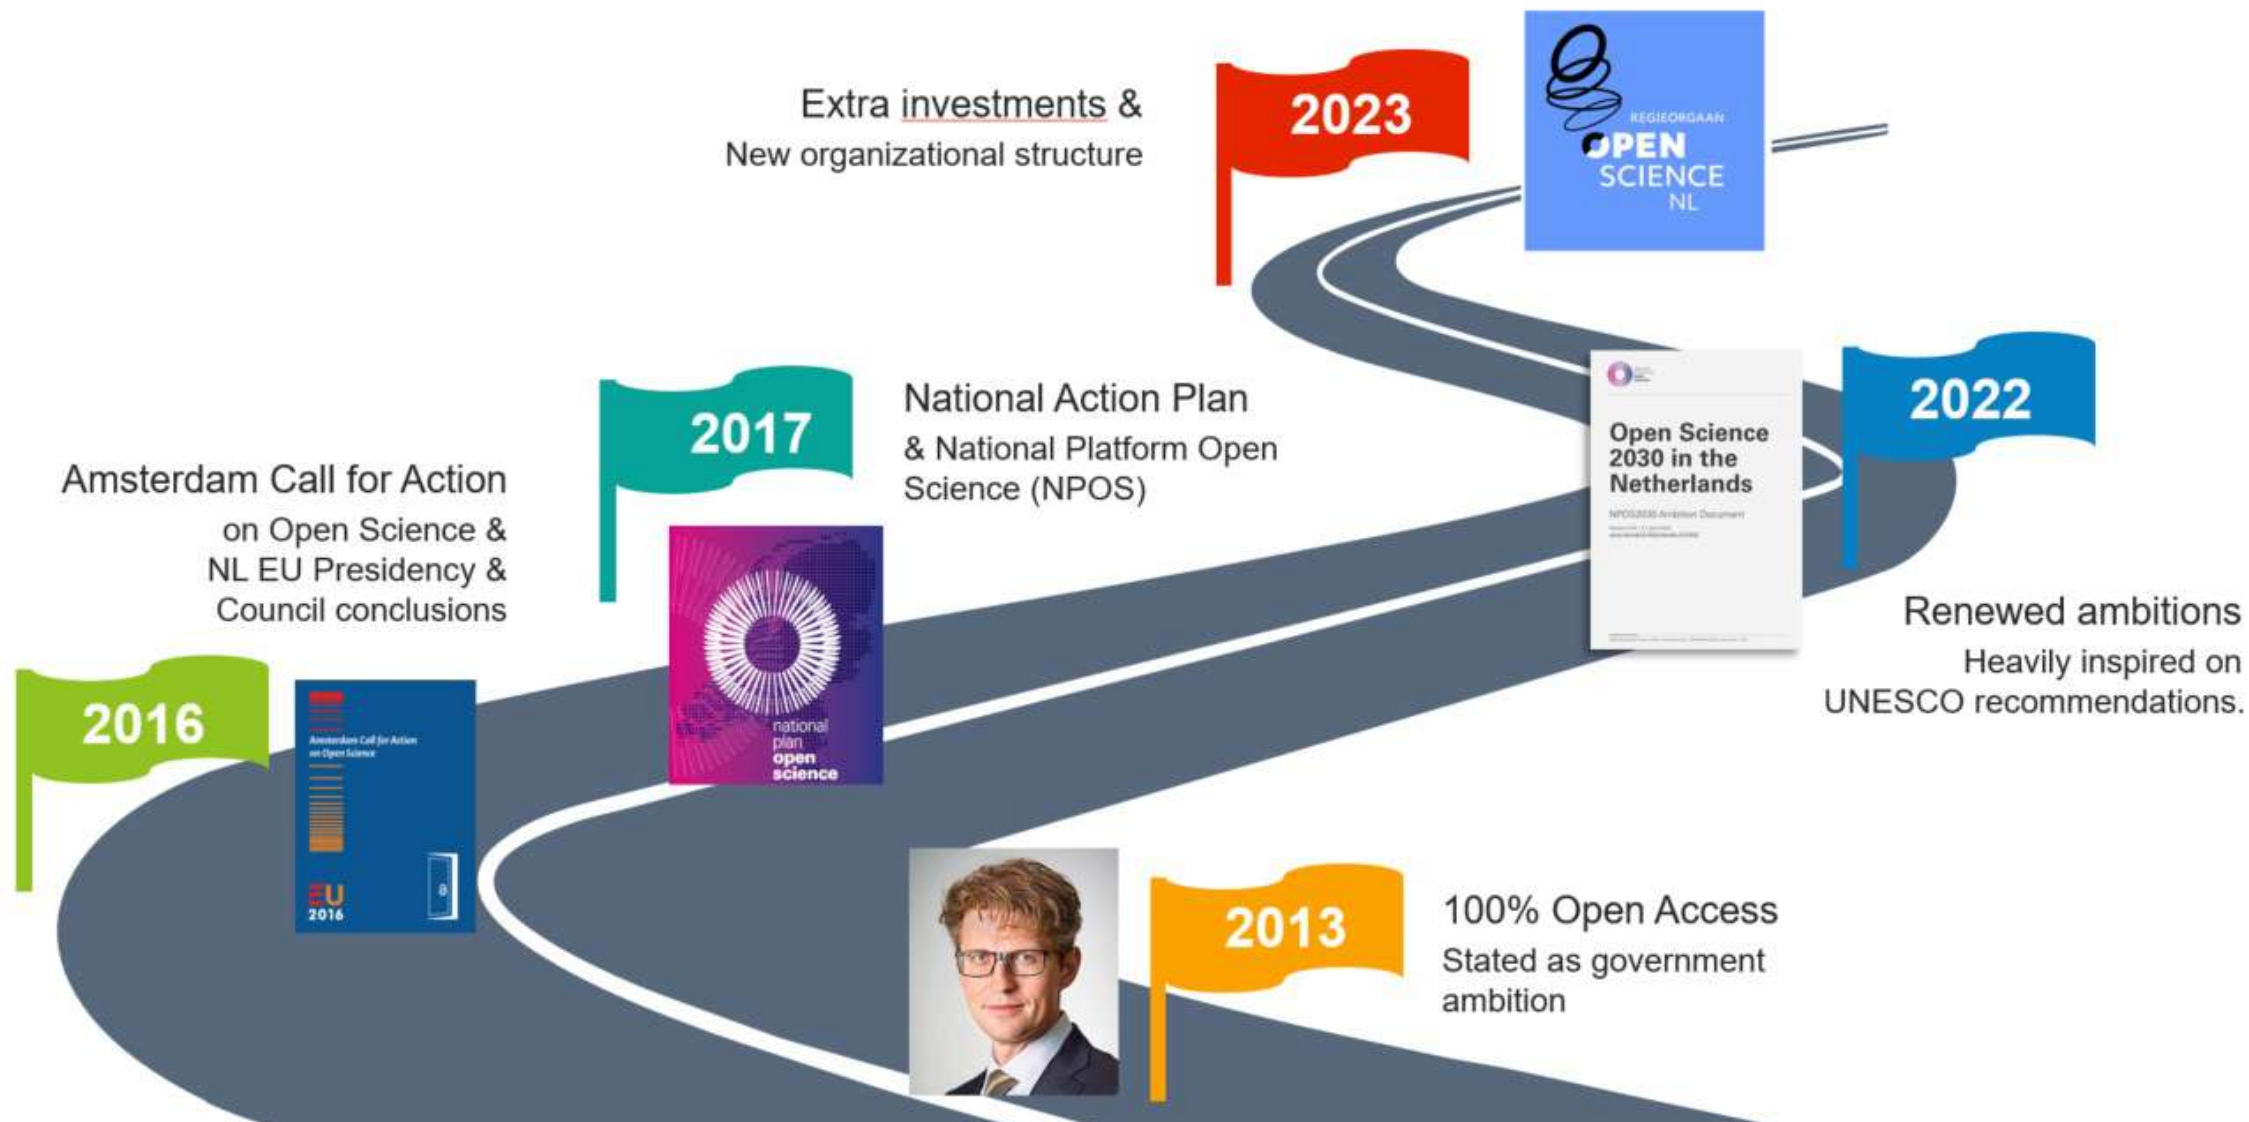 Extra investments &
New organizational structure
2023
REGIEORGAAN
OPEN
SCIENCE
NL
2017
National Action Plan
& National Platform Open
Science (NPOS)
Open Science
2030 in the
Netherlands
NPOS2030 Ambition Document
2022
Renewed ambitions
Heavily inspired on
UNESCO recommendations.
Amsterdam Call for Action
on Open Science &
NL EU Presidency &
Council conclusions
2016
Amsterdam Call for Action
on Open Science
EU
2016
national
plan
open
science
2013
100% Open Access
Stated as government
ambition